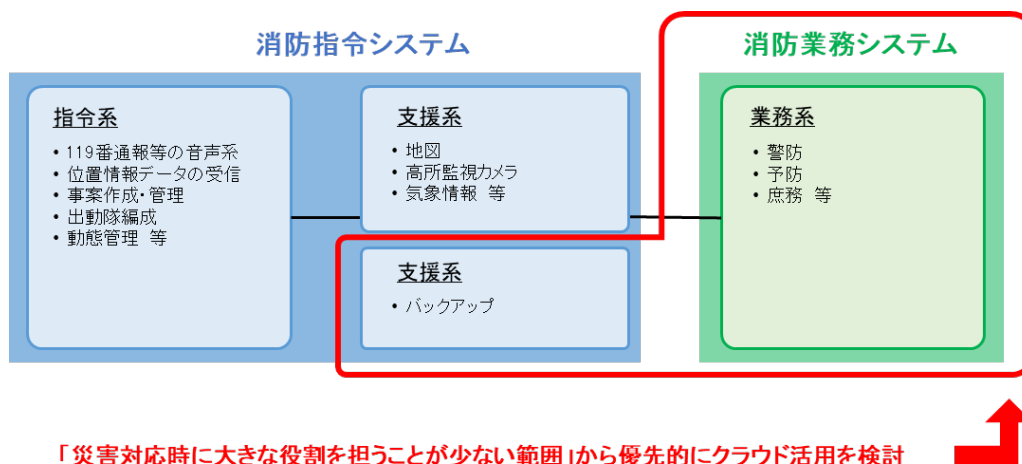 消防指令システム
消防業務システム
指令系
• 119番通報等の音声系
• 位置情報データの受信
• 事案作成・管理
• 出動隊編成
• 動態管理 等
支援系
• 地図
• 高所監視カメラ
• 気象情報 等
支援系
• バックアップ
業務系
• 警防
• 予防
• 庶務 等
「災害対応時に大きな役割を担うことが少ない範囲」から優先的にクラウド活用を検討